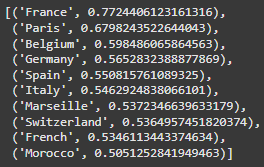 [('France', 0.7724406123161316),
('Paris', 0.6798243522644043),
('Belgium', 0.598486065864563),
('Germany', 0.5652832388877869),
('Spain', 0.550815761089325),
('Italy', 0.5462924838066101),
('Marseille', 0.5372346639633179),
('Switzerland', 0.5364957451820374),
('French', 0.5346113443374634),
('Morocco', 0.5051252841949463)]